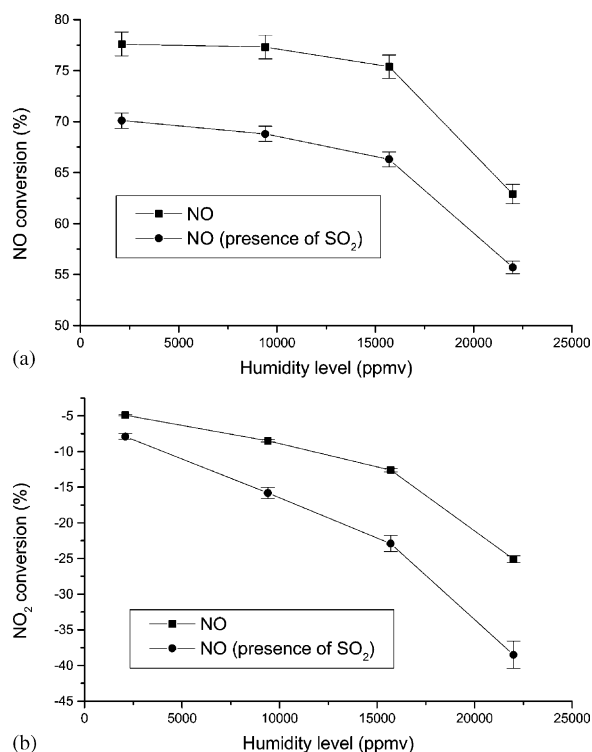 80
75
70
65
60
55
50
NO conversion (%)
NO
NO (presence of SO₂)
0 5000 10000 15000 20000 25000
(a)
Humidity level (ppmv)
-5
-10
-15
-20
-25
-30
-35
-40
-45
NO₂ conversion (%)
NO
NO (presence of SO₂)
0 5000 10000 15000 20000 25000
(b)
Humidity level (ppmv)